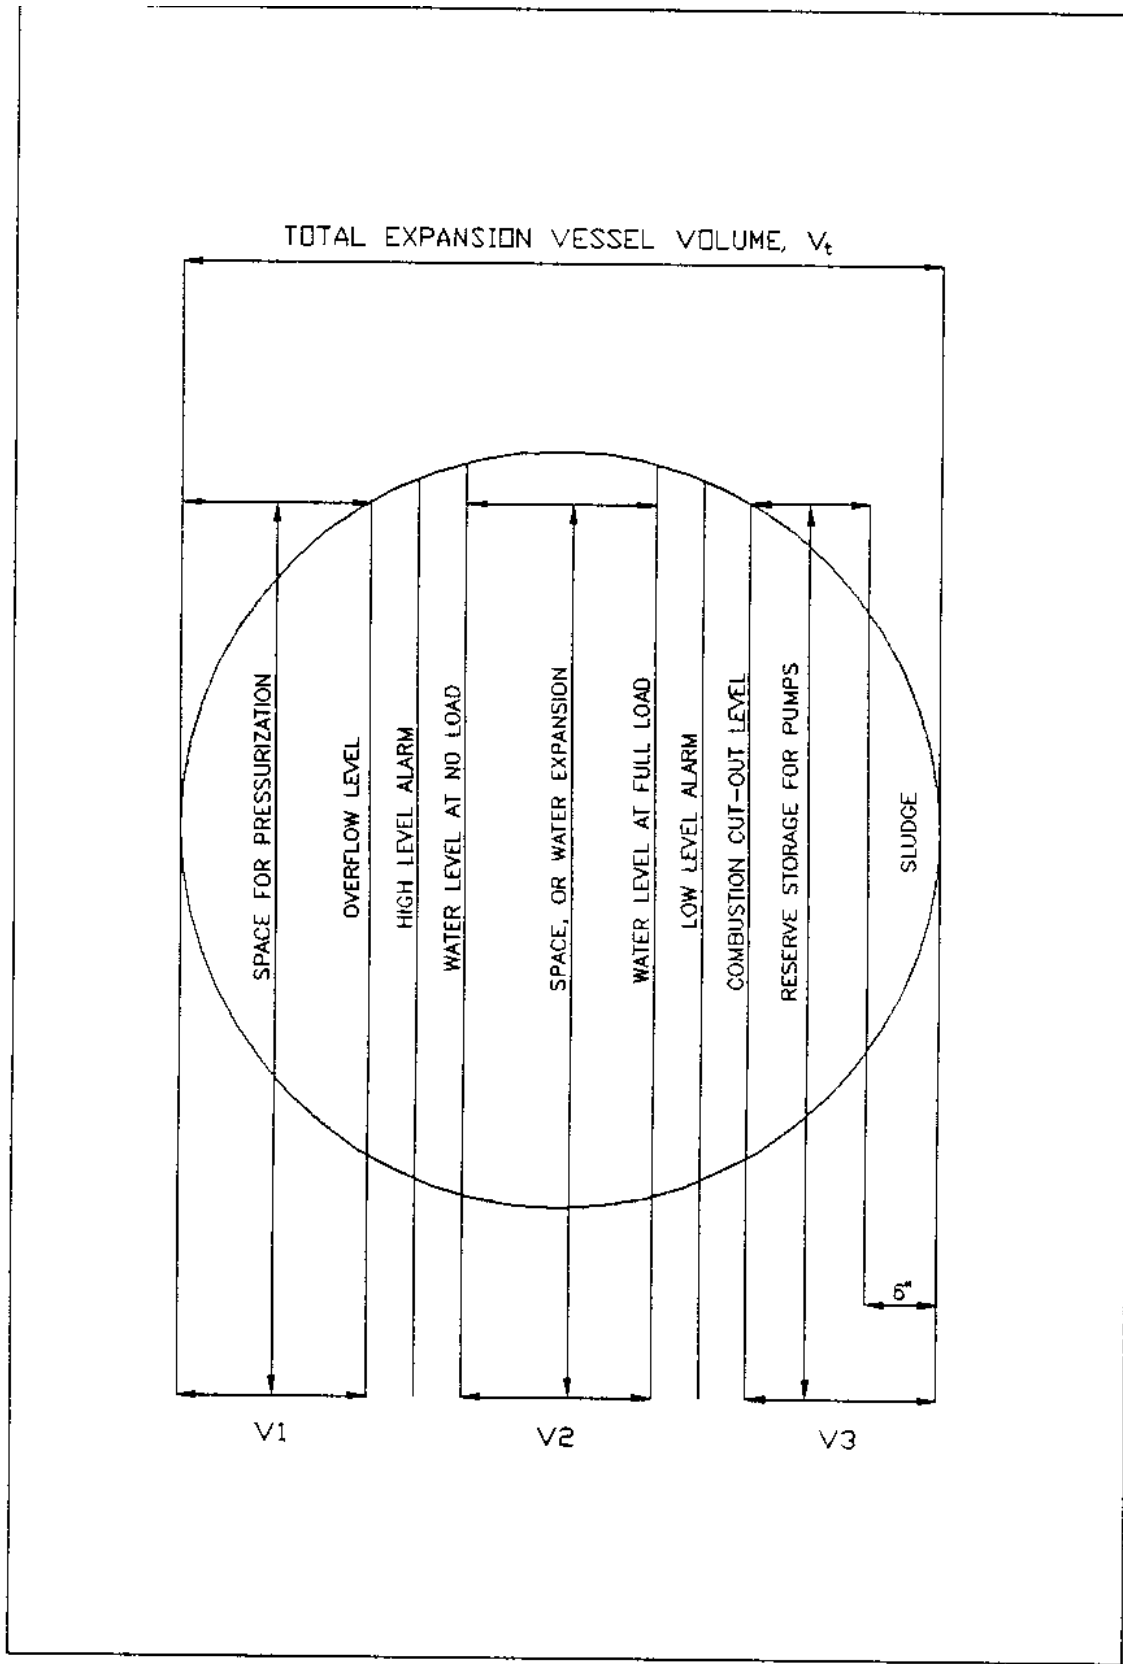 TOTAL EXPANSION VESSEL VOLUME, Vt
SPACE FOR PRESSURIZATION
OVERFLOW LEVEL
HIGH LEVEL ALARM
WATER LEVEL AT NO LOAD
SPACE, OR WATER EXPANSION
WATER LEVEL AT FULL LOAD
LOW LEVEL ALARM
COMBUSTION CUT-OUT LEVEL
RESERVE STORAGE FOR PUMPS
SLUDGE
6"
V1
V2
V3